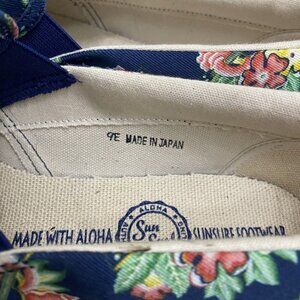 9E MADE IN JAPAN
ALOHA
Sun
MADE WITH ALOHA
SUNSURF FOOTWEAR